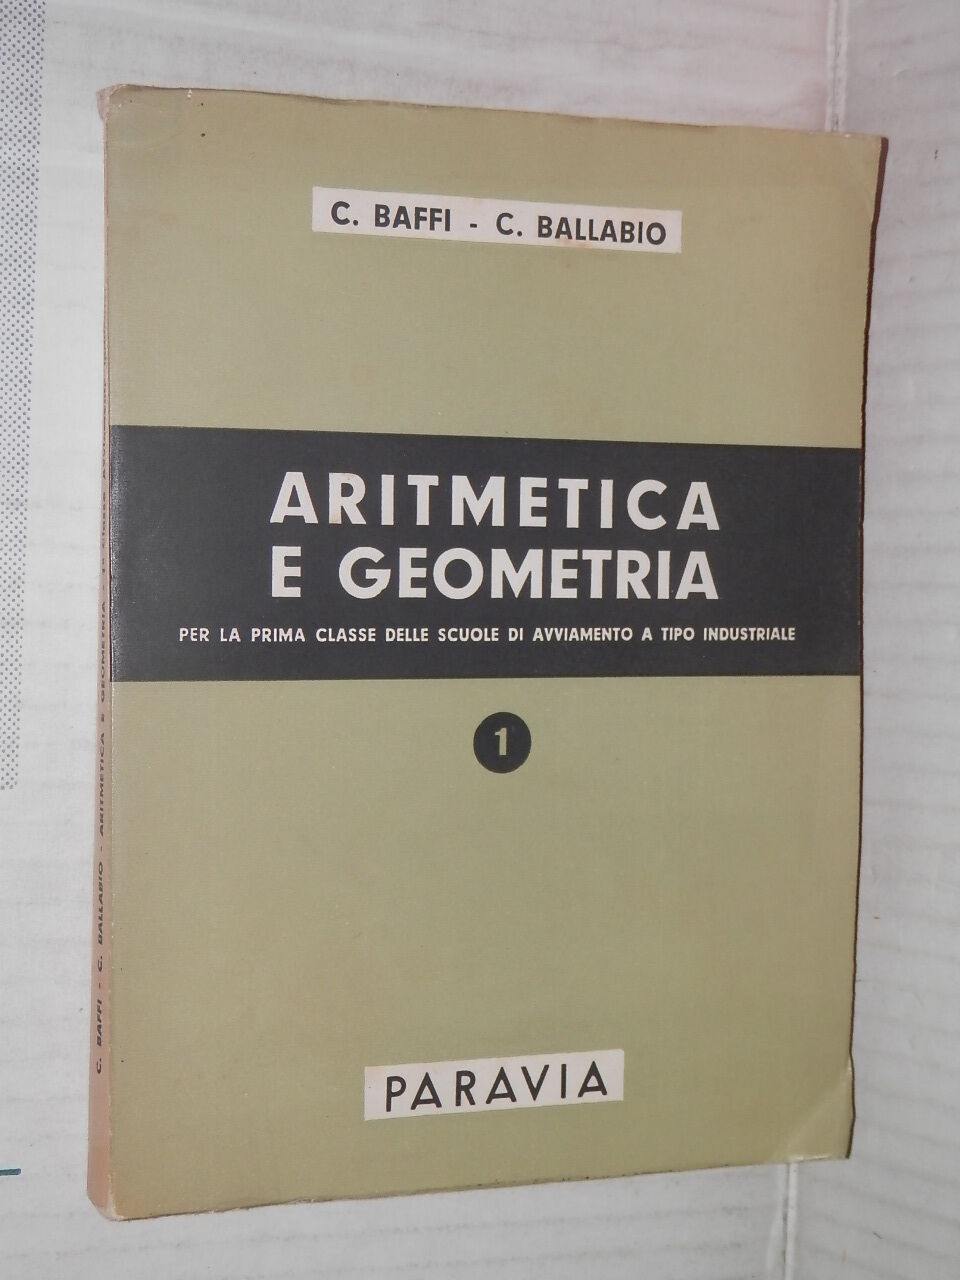 C. BAFFI - C. BALLABIO
ARITMETICA
E GEOMETRIA
PER LA PRIMA CLASSE DELLE SCUOLE DI AVVIAMENTO A TIPO INDUSTRIALE
1
PARAVIA
C. BAFFI - C. BALLABIO - ARITMETICA E GEOMETRIA